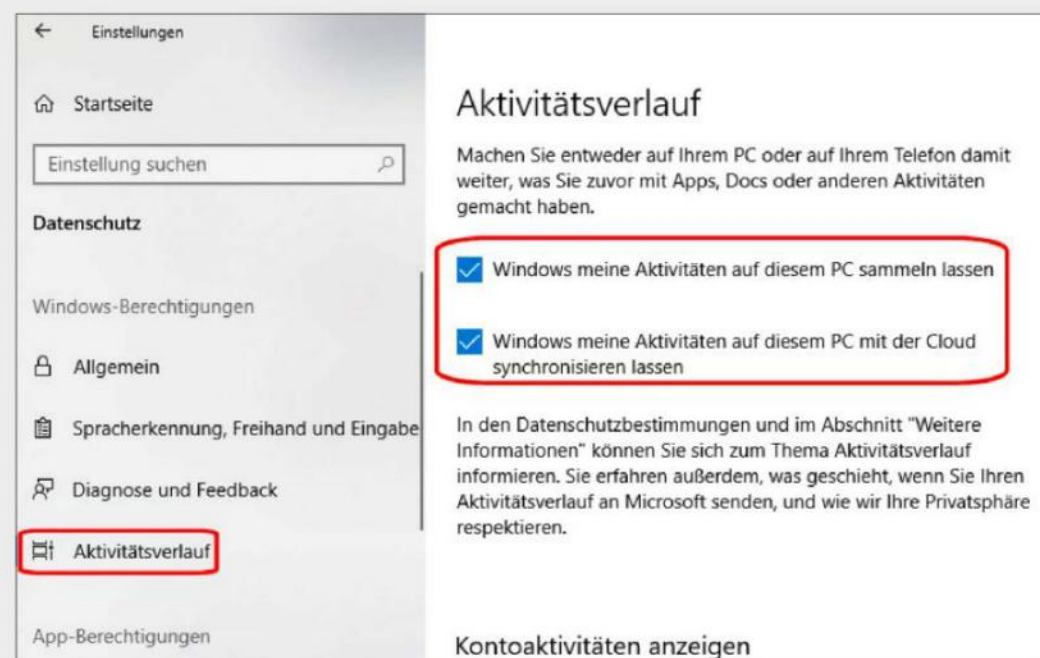 Einstellungen
Startseite
Einstellung suchen
Datenschutz
Windows-Berechtigungen
Allgemein
Spracherkennung, Freihand und Eingabe
Diagnose und Feedback
Aktivitätsverlauf
App-Berechtigungen
Aktivitätsverlauf
Machen Sie entweder auf Ihrem PC oder auf Ihrem Telefon damit
weiter, was Sie zuvor mit Apps, Docs oder anderen Aktivitäten
gemacht haben.
Windows meine Aktivitäten auf diesem PC sammeln lassen
Windows meine Aktivitäten auf diesem PC mit der Cloud
synchronisieren lassen
In den Datenschutzbestimmungen und im Abschnitt "Weitere
Informationen" können Sie sich zum Thema Aktivitätsverlauf
informieren. Sie erfahren außerdem, was geschieht, wenn Sie Ihren
Aktivitätsverlauf an Microsoft senden, und wie wir Ihre Privatsphäre
respektieren.
Kontoaktivitäten anzeigen